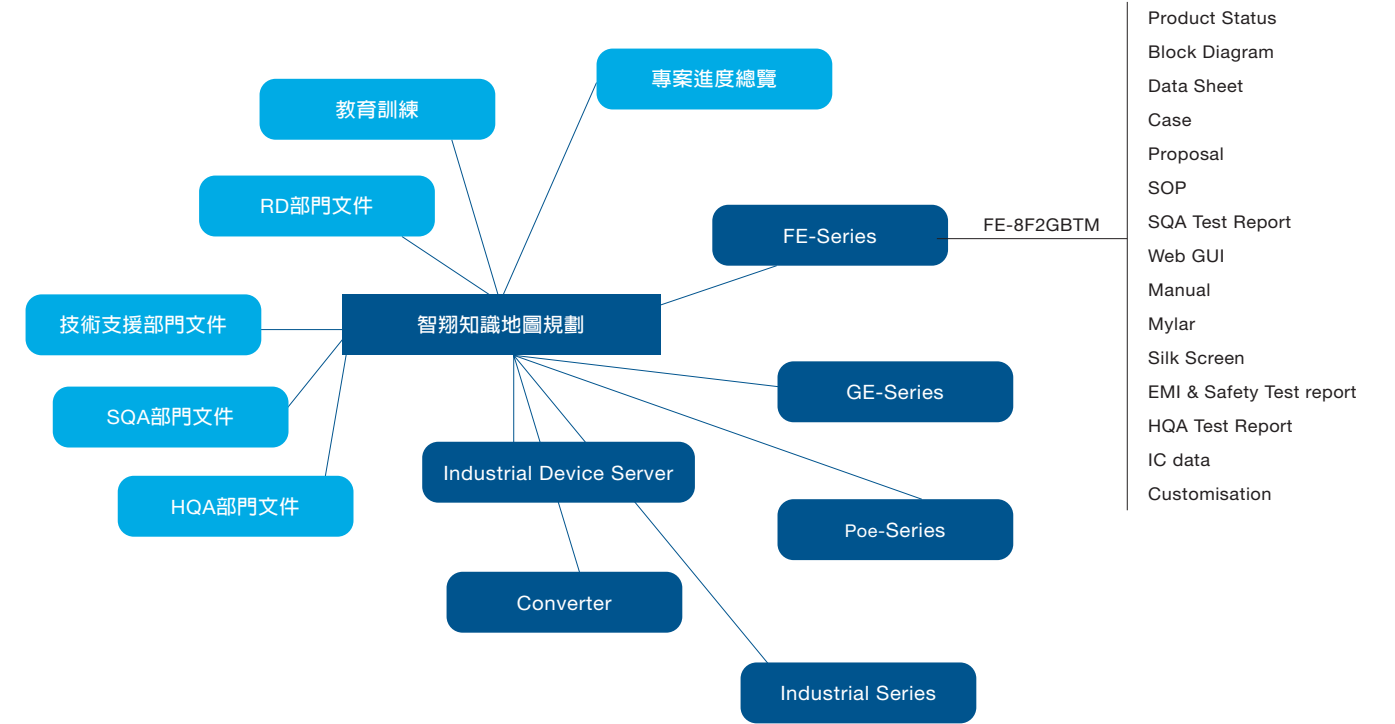 專案進度總覽
教育訓練
RD部門文件
技術支援部門文件
SQA部門文件
HQA部門文件
智翔知識地圖規劃
FE-Series
GE-Series
Poe-Series
Industrial Device Server
Converter
Industrial Series
FE-8F2GBTM
Product Status
Block Diagram
Data Sheet
Case
Proposal
SOP
SQA Test Report
Web GUI
Manual
Mylar
Silk Screen
EMI & Safety Test report
HQA Test Report
IC data
Customisation